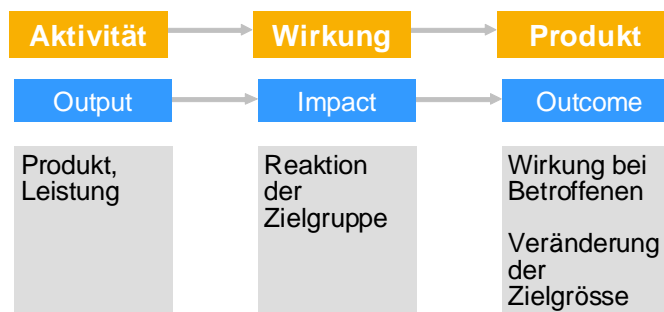 Aktivität
Wirkung
Produkt
Output
Impact
Outcome
Produkt,
Leistung
Reaktion
der
Zielgruppe
Wirkung bei
Betroffenen
Veränderung
der
Zielgrösse